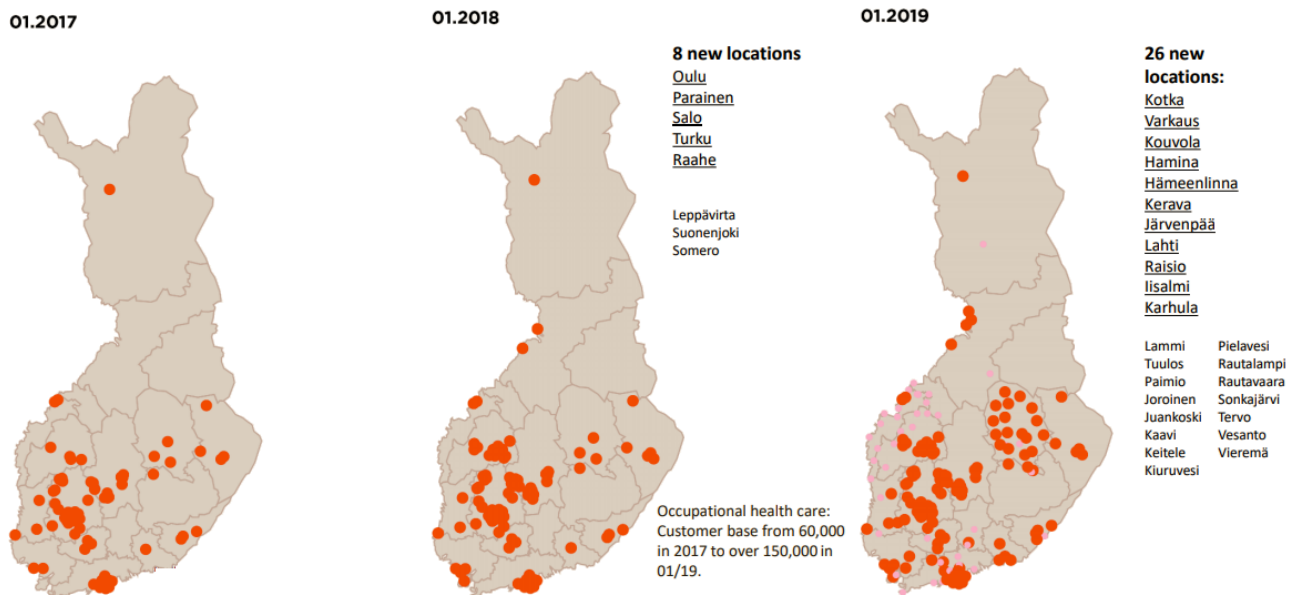 01.2017
01.2018
8 new locations
Oulu
Parainen
Salo
Turku
Raahe
Leppävirta
Suonenjoki
Somero
Occupational health care:
Customer base from 60,000
in 2017 to over 150,000 in
01/19.
01.2019
26 new
locations:
Kotka
Varkaus
Kouvola
Hamina
Hämeenlinna
Kerava
Järvenpää
Lahti
Raisio
Iisalmi
Karhula
Lammi
Tuulos
Paimio
Joroinen
Juankoski
Kaavi
Keitele
Kiuruvesi
Pielavesi
Rautalampi
Rautavaara
Sonkajärvi
Tervo
Vesanto
Vieremä